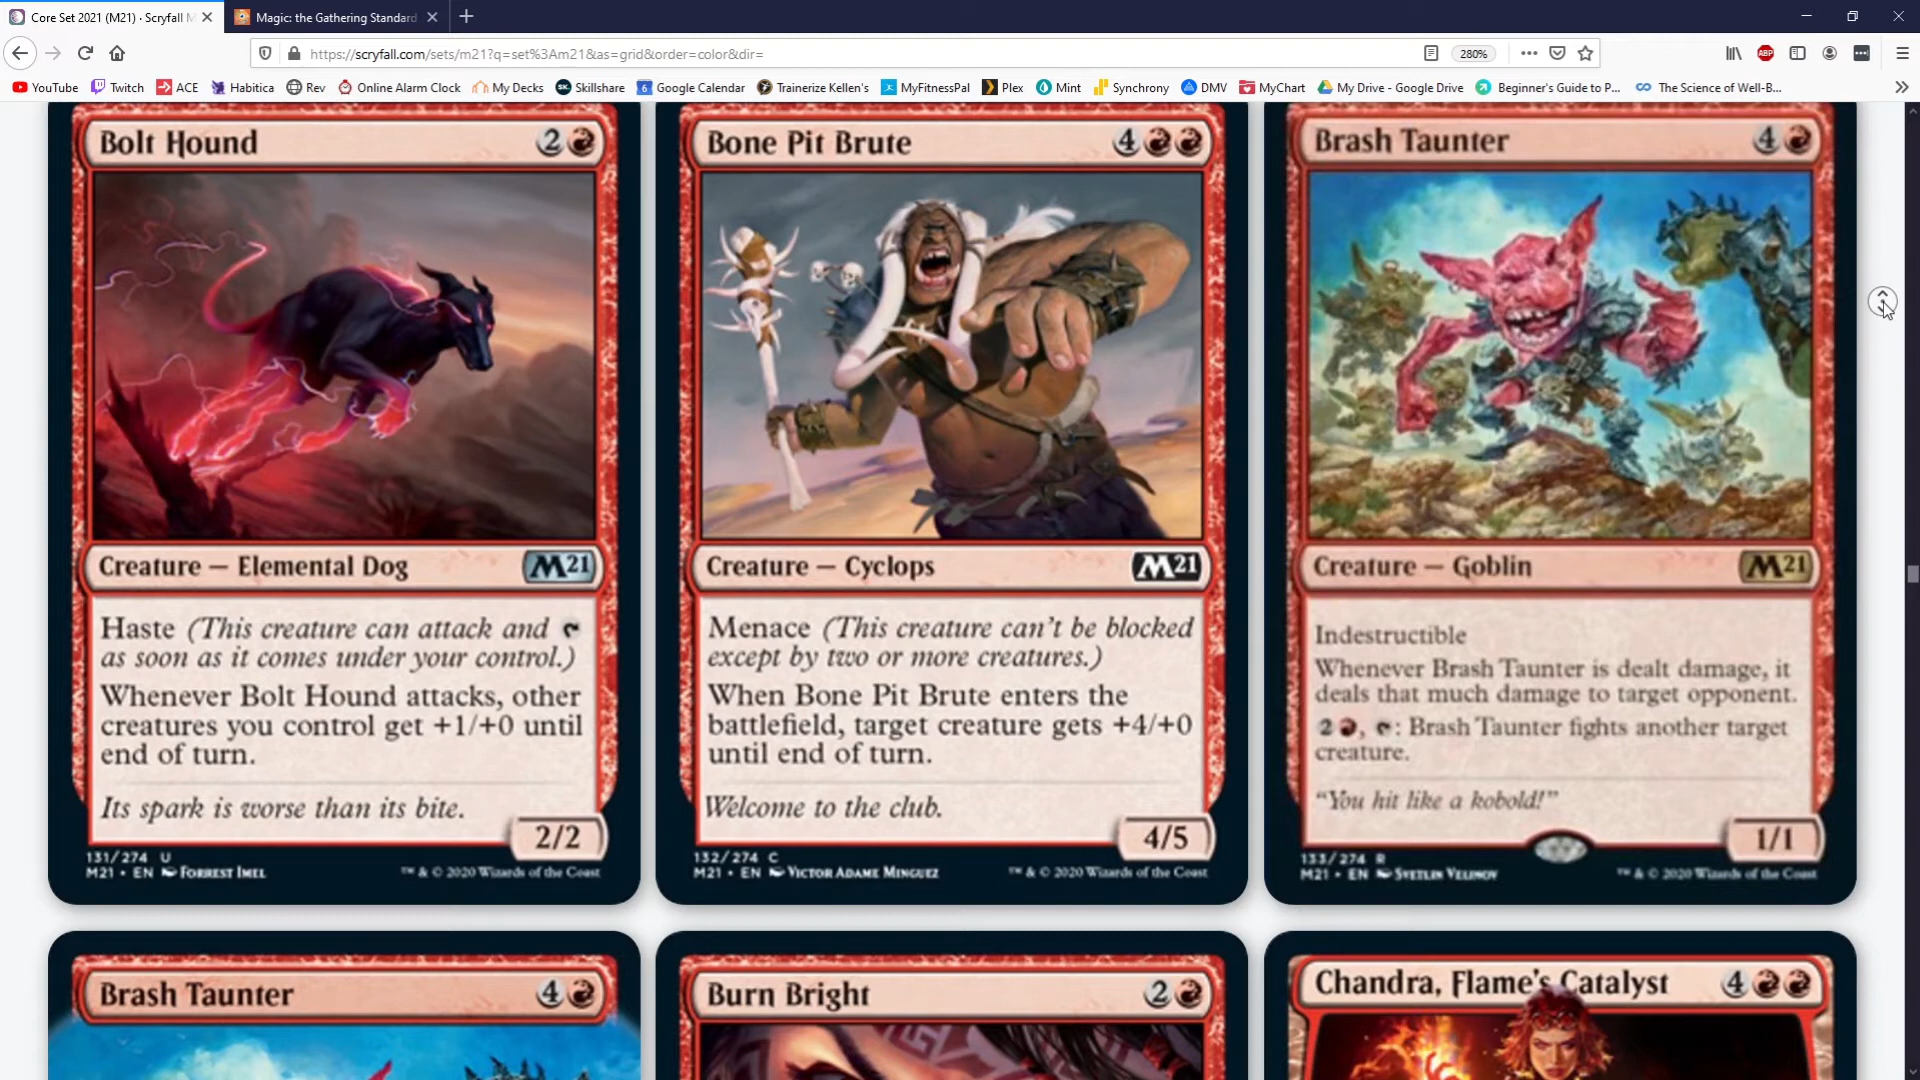 Core Set 2021 (M21) · Scryfall M
Magic: the Gathering Standard
https://scryfall.com/sets/m21?q=set%3Am21&as=grid&order=color&dir=
280%
YouTube Twitch ACE Habitica Rev Online Alarm Clock My Decks Skillshare Google Calendar Trainerize Kellen's MyFitnessPal Plex Mint Synchrony DMV MyChart My Drive - Google Drive Beginner's Guide to P... The Science of Well-B...
Bolt Hound 2
Creature — Elemental Dog M21
Haste (This creature can attack and
as soon as it comes under your control.)
Whenever Bolt Hound attacks, other
creatures you control get +1/+0 until
end of turn.
Its spark is worse than its bite.
2/2
131/274 U
M21 • EN Forrest Imel ™ & © 2020 Wizards of the Coast
Bone Pit Brute 4
Creature — Cyclops M21
Menace (This creature can't be blocked
except by two or more creatures.)
When Bone Pit Brute enters the
battlefield, target creature gets +4/+0
until end of turn.
Welcome to the club.
4/5
132/274 C
M21 • EN Victor Adame Minguez ™ & © 2020 Wizards of the Coast
Brash Taunter 4
Creature — Goblin M21
Indestructible
Whenever Brash Taunter is dealt damage, it
deals that much damage to target opponent.
2 , : Brash Taunter fights another target
creature.
"You hit like a kobold!"
1/1
133/274 R
M21 • EN Svetlin Velinov ™ & © 2020 Wizards of the Coast
Brash Taunter 4
Burn Bright 2
Chandra, Flame's Catalyst 4